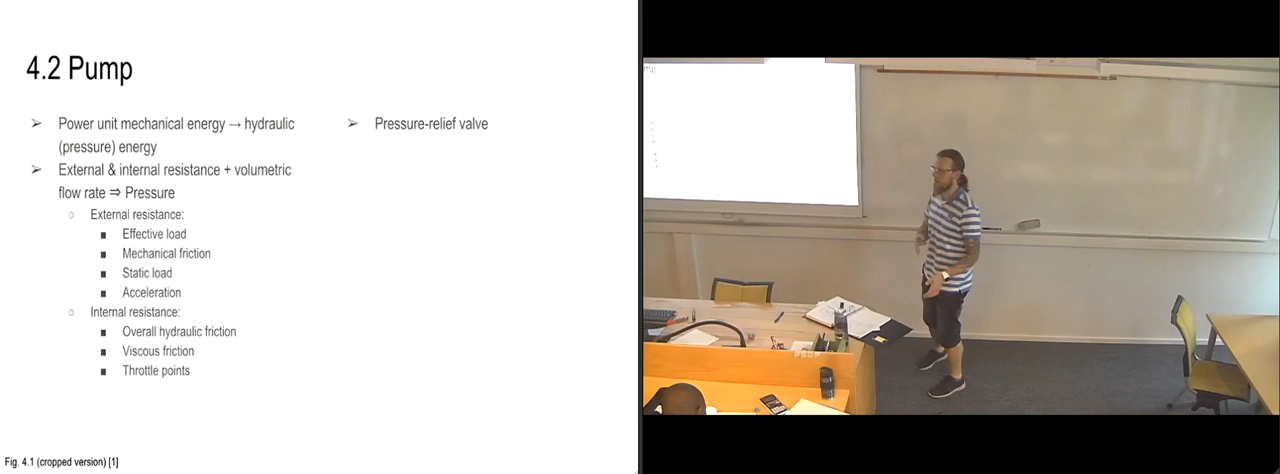 4.2 Pump
➢ Power unit mechanical energy → hydraulic
(pressure) energy
➢ External & internal resistance + volumetric
flow rate ⇒ Pressure
○ External resistance:
■ Effective load
■ Mechanical friction
■ Static load
■ Acceleration
○ Internal resistance:
■ Overall hydraulic friction
■ Viscous friction
■ Throttle points
➢ Pressure-relief valve
Fig. 4.1 (cropped version) [1]